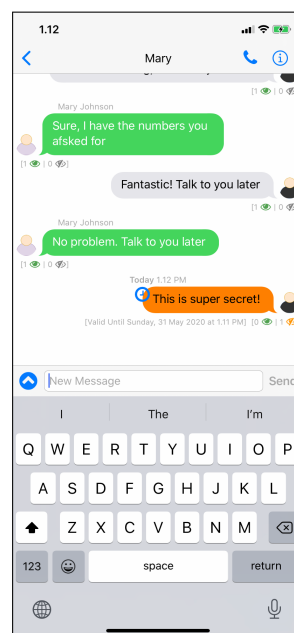 1.12
Mary
[1 | 0
Mary Johnson
Sure, I have the numbers you
afsked for
[1 | 0 ]
Fantastic! Talk to you later
[1 | 0
Mary Johnson
No problem. Talk to you later
[1 | 0 ]
Today 1.12 PM
This is super secret!
[Valid Until Sunday, 31 May 2020 at 1.11 PM] [0 | 1
New Message
Send
I The I'm
Q W E R T Y U I O P
A S D F G H J K L
Z X C V B N M
123 space return